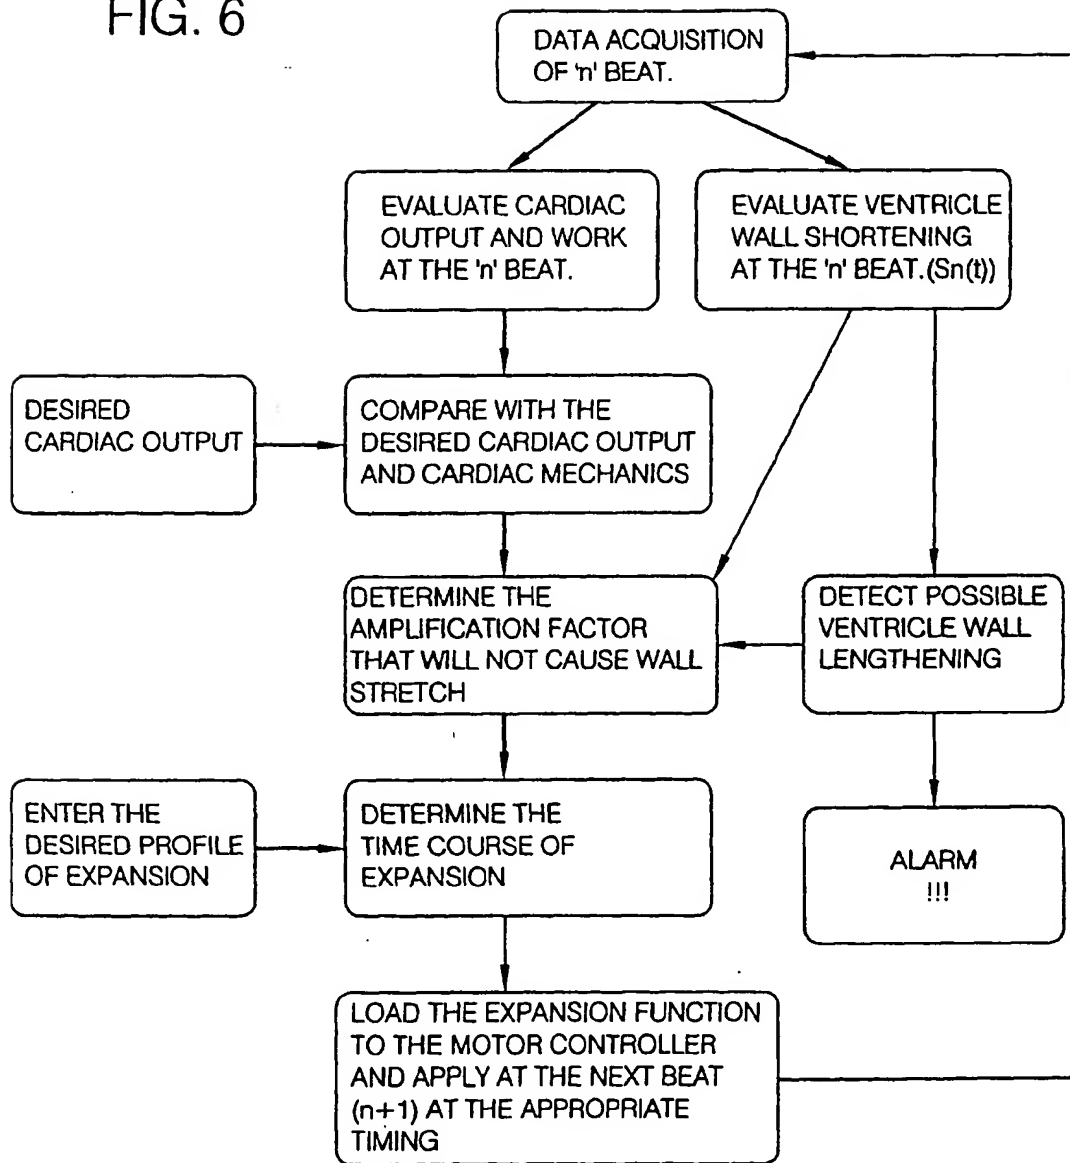 FIG. 6
DATA ACQUISITION
OF 'n' BEAT.
EVALUATE CARDIAC
OUTPUT AND WORK
AT THE 'n' BEAT.
EVALUATE VENTRICLE
WALL SHORTENING
AT THE 'n' BEAT.(Sn(t))
DESIRED
CARDIAC OUTPUT
COMPARE WITH THE
DESIRED CARDIAC OUTPUT
AND CARDIAC MECHANICS
DETERMINE THE
AMPLIFICATION FACTOR
THAT WILL NOT CAUSE WALL
STRETCH
DETECT POSSIBLE
VENTRICLE WALL
LENGTHENING
ENTER THE
DESIRED PROFILE
OF EXPANSION
DETERMINE THE
TIME COURSE OF
EXPANSION
ALARM
!!!
LOAD THE EXPANSION FUNCTION
TO THE MOTOR CONTROLLER
AND APPLY AT THE NEXT BEAT
(n+1) AT THE APPROPRIATE
TIMING